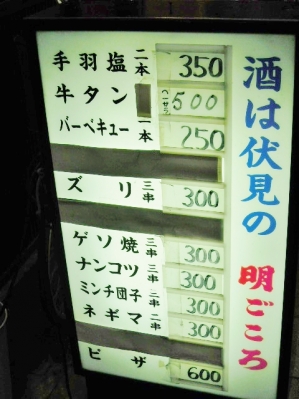 酒は伏見の
明ごころ
手羽塩 二本 350
牛タン (一サラ) 500
バーベキュー 一本 250
ズリ 三串 300
ゲソ焼 三串 300
ナンコツ 三串 300
ミンチ団子 二串 300
ネギマ 二串 300
ピザ 600